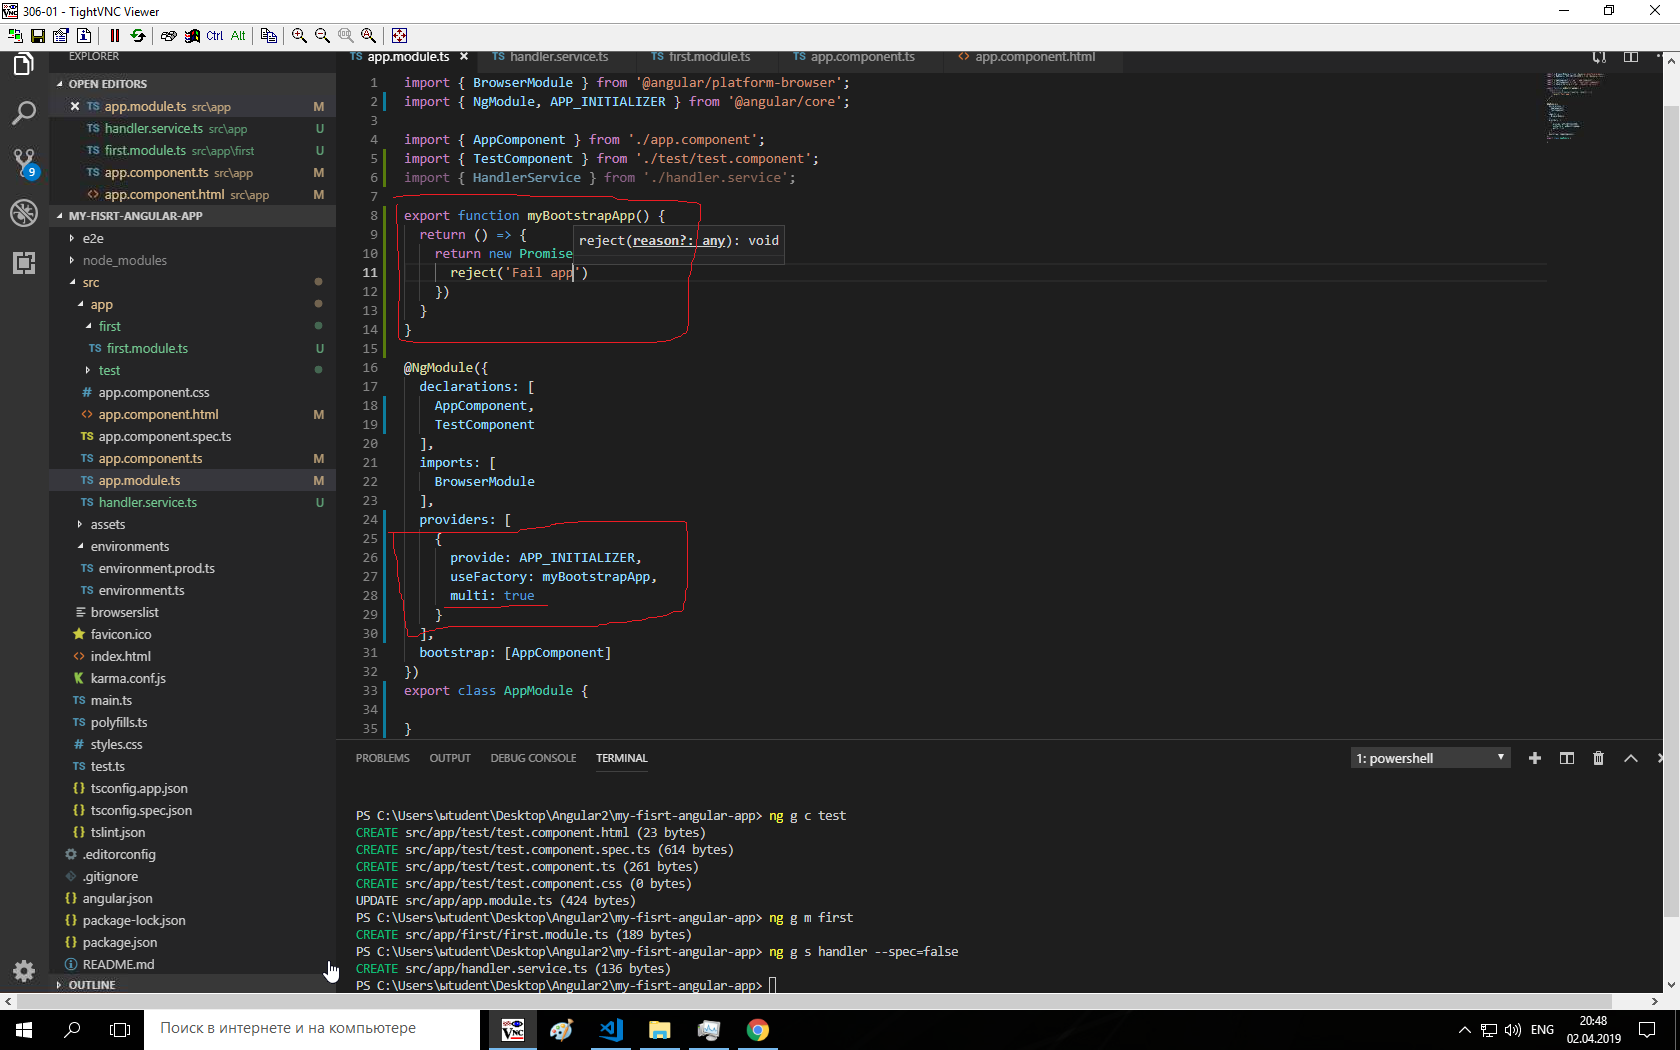 306-01 - TightVNC Viewer
Ctrl Alt
EXPLORER
OPEN EDITORS
TS app.module.ts src\app M
TS handler.service.ts src\app U
TS first.module.ts src\app\first U
TS app.component.ts src\app M
<> app.component.html src\app M
9
MY-FISRT-ANGULAR-APP
e2e
node_modules
src
app
first
TS first.module.ts U
test
# app.component.css
<> app.component.html M
TS app.component.spec.ts
TS app.component.ts M
TS app.module.ts M
TS handler.service.ts U
assets
environments
TS environment.prod.ts
TS environment.ts
browserslist
favicon.ico
<> index.html
karma.conf.js
TS main.ts
TS polyfills.ts
# styles.css
TS test.ts
{} tsconfig.app.json
{} tsconfig.spec.json
{} tslint.json
.editorconfig
.gitignore
{} angular.json
{} package-lock.json
{} package.json
README.md
OUTLINE
TS app.module.ts
TS handler.service.ts
TS first.module.ts
TS app.component.ts
<> app.component.html
1 import { BrowserModule } from '@angular/platform-browser';
2 import { NgModule, APP_INITIALIZER } from '@angular/core';
3
4 import { AppComponent } from './app.component';
5 import { TestComponent } from './test/test.component';
6 import { HandlerService } from './handler.service';
7
8 export function myBootstrapApp() {
9 return () => {
reject(reason?: any): void
10 return new Promise
11 reject('Fail app')
12 })
13 }
14 }
15
16 @NgModule({
17 declarations: [
18 AppComponent,
19 TestComponent
20 ],
21 imports: [
22 BrowserModule
23 ],
24 providers: [
25 {
26 provide: APP_INITIALIZER,
27 useFactory: myBootstrapApp,
28 multi: true
29 }
30 ],
31 bootstrap: [AppComponent]
32 })
33 export class AppModule {
34
35 }
PROBLEMS OUTPUT DEBUG CONSOLE TERMINAL
1: powershell
PS C:\Users\wtudent\Desktop\Angular2\my-fisrt-angular-app> ng g c test
CREATE src/app/test/test.component.html (23 bytes)
CREATE src/app/test/test.component.spec.ts (614 bytes)
CREATE src/app/test/test.component.ts (261 bytes)
CREATE src/app/test/test.component.css (0 bytes)
UPDATE src/app/app.module.ts (424 bytes)
PS C:\Users\wtudent\Desktop\Angular2\my-fisrt-angular-app> ng g m first
CREATE src/app/first/first.module.ts (189 bytes)
PS C:\Users\wtudent\Desktop\Angular2\my-fisrt-angular-app> ng g s handler --spec=false
CREATE src/app/handler.service.ts (136 bytes)
PS C:\Users\wtudent\Desktop\Angular2\my-fisrt-angular-app>
Поиск в интернете и на компьютере
VNC
ENG
20:48
02.04.2019